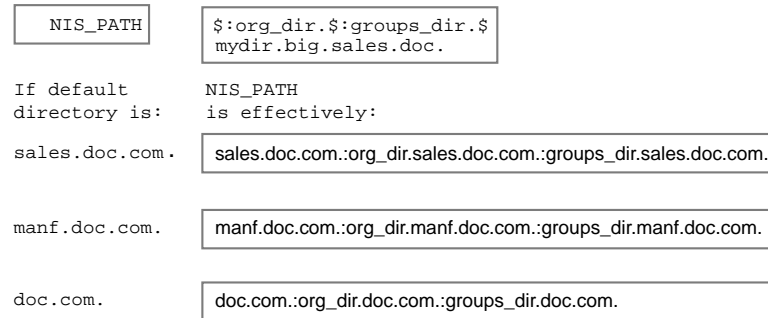 NIS_PATH
$:org_dir.$:groups_dir.$
mydir.big.sales.doc.
If default
directory is:
NIS_PATH
is effectively:
sales.doc.com.
sales.doc.com.:org_dir.sales.doc.com.:groups_dir.sales.doc.com.
manf.doc.com.
manf.doc.com.:org_dir.manf.doc.com.:groups_dir.manf.doc.com.
doc.com.
doc.com.:org_dir.doc.com.:groups_dir.doc.com.